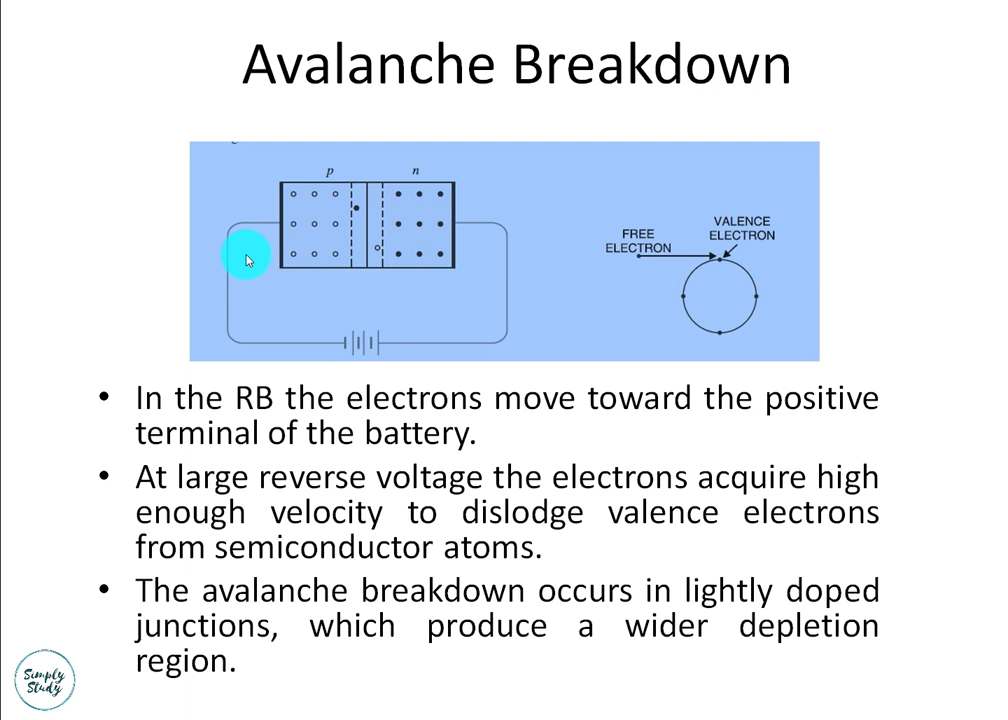 Avalanche Breakdown
p n
VALENCE
ELECTRON
FREE
ELECTRON
• In the RB the electrons move toward the positive
terminal of the battery.
• At large reverse voltage the electrons acquire high
enough velocity to dislodge valence electrons
from semiconductor atoms.
• The avalanche breakdown occurs in lightly doped
junctions, which produce a wider depletion
region.
Simply
Study